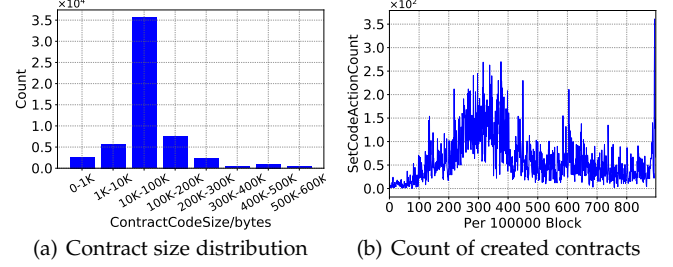 ×10⁴
3.5
3.0
2.5
2.0
1.5
1.0
0.5
0.0
Count
0-1K
1K-10K
10K-100K
100K-200K
200K-300K
300K-400K
400K-500K
500K-600K
ContractCodeSize/bytes
(a) Contract size distribution
×10²
3.5
3.0
2.5
2.0
1.5
1.0
0.5
0.0
SetCodeActionCount
0 100 200 300 400 500 600 700 800
Per 100000 Block
(b) Count of created contracts